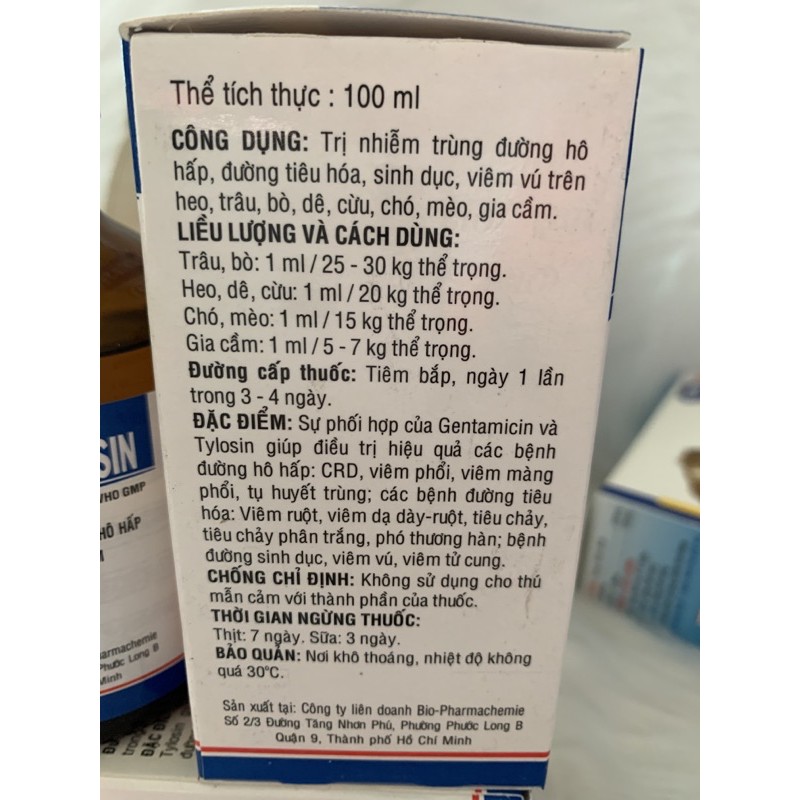 Thể tích thực : 100 ml
CÔNG DỤNG: Trị nhiễm trùng đường hô
hấp, đường tiêu hóa, sinh dục, viêm vú trên
heo, trâu, bò, dê, cừu, chó, mèo, gia cầm.
LIỀU LƯỢNG VÀ CÁCH DÙNG:
Trâu, bò: 1 ml / 25 - 30 kg thể trọng.
Heo, dê, cừu: 1 ml / 20 kg thể trọng.
Chó, mèo: 1 ml / 15 kg thể trọng.
Gia cầm: 1 ml / 5 - 7 kg thể trọng.
Đường cấp thuốc: Tiêm bắp, ngày 1 lần
trong 3 - 4 ngày.
ĐẶC ĐIỂM: Sự phối hợp của Gentamicin và
Tylosin giúp điều trị hiệu quả các bệnh
đường hô hấp: CRD, viêm phổi, viêm màng
phổi, tụ huyết trùng; các bệnh đường tiêu
hóa: Viêm ruột, viêm dạ dày-ruột, tiêu chảy,
tiêu chảy phân trắng, phó thương hàn; bệnh
đường sinh dục, viêm vú, viêm tử cung.
CHỐNG CHỈ ĐỊNH: Không sử dụng cho thú
mẫn cảm với thành phần của thuốc.
THỜI GIAN NGỪNG THUỐC:
Thịt: 7 ngày. Sữa: 3 ngày.
BẢO QUẢN: Nơi khô thoáng, nhiệt độ không
quá 30°C.
Sản xuất tại: Công ty liên doanh Bio-Pharmachemie
Số 2/3 Đường Tăng Nhơn Phú, Phường Phước Long B
Quận 9, Thành phố Hồ Chí Minh
SIN
WHO GMP
HÔ HẤP
armachemie
Phước Long B
Minh